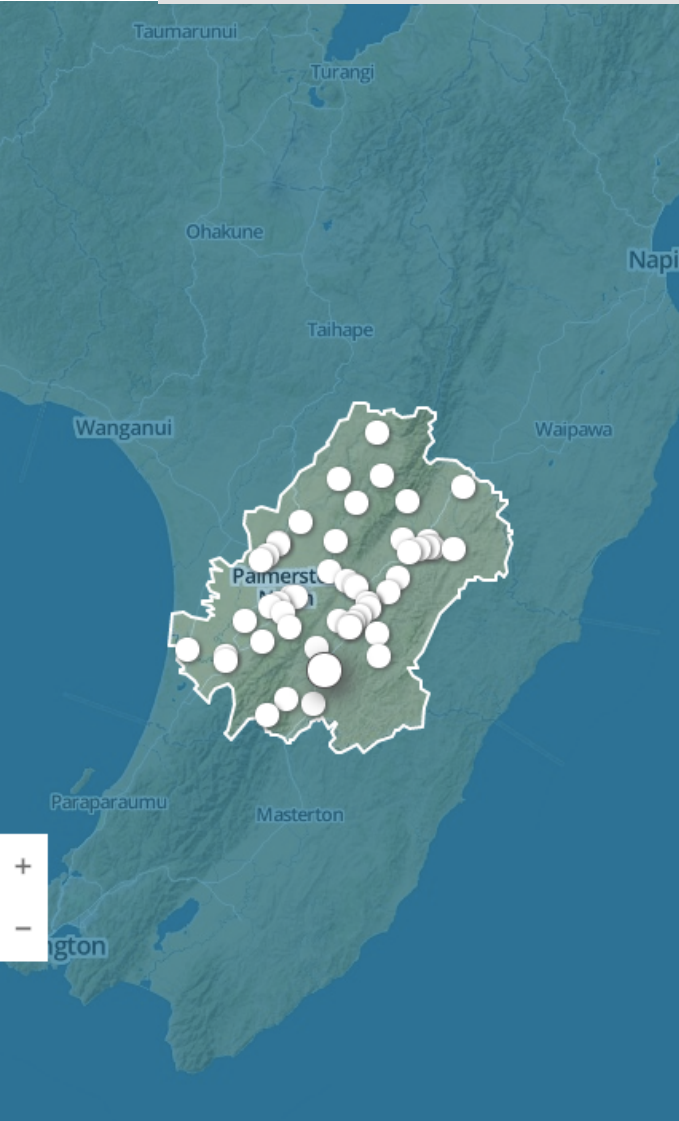 Taumarunui
Turangi
Ohakune
Napi
Taihape
Wanganui
Waipawa
Palmerst
Paraparaumu
Masterton
+
−
ngton